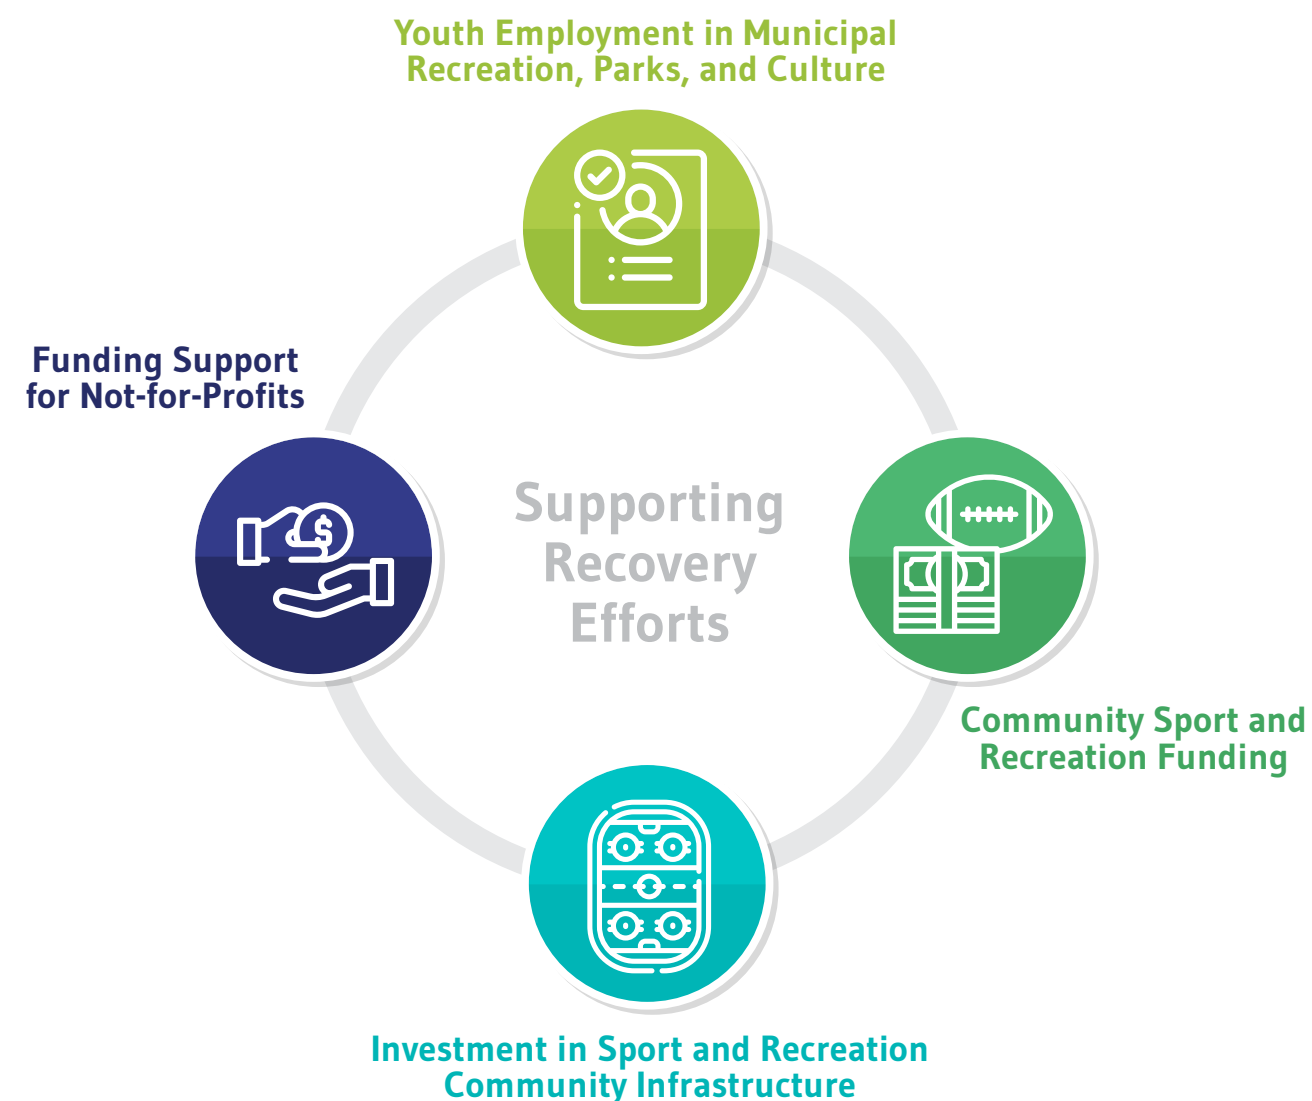 Youth Employment in Municipal
Recreation, Parks, and Culture
Funding Support
for Not-for-Profits
$
Supporting
Recovery
Efforts
Community Sport and
Recreation Funding
Investment in Sport and Recreation
Community Infrastructure